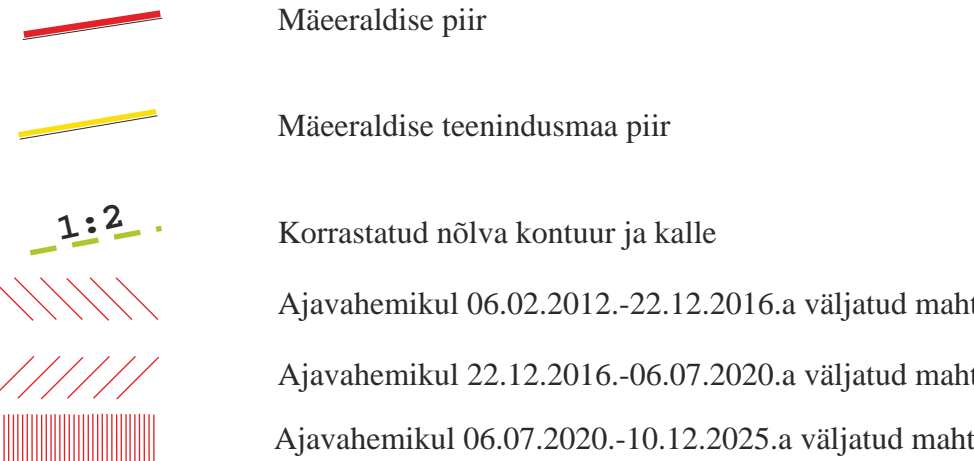 Mäeeraldise piir
Mäeeraldise teenindusmaa piir
1:2
Korrastatud nõlva kontuur ja kalle
Ajavahemikul 06.02.2012.-22.12.2016.a väljatud maht
Ajavahemikul 22.12.2016.-06.07.2020.a väljatud maht
Ajavahemikul 06.07.2020.-10.12.2025.a väljatud maht